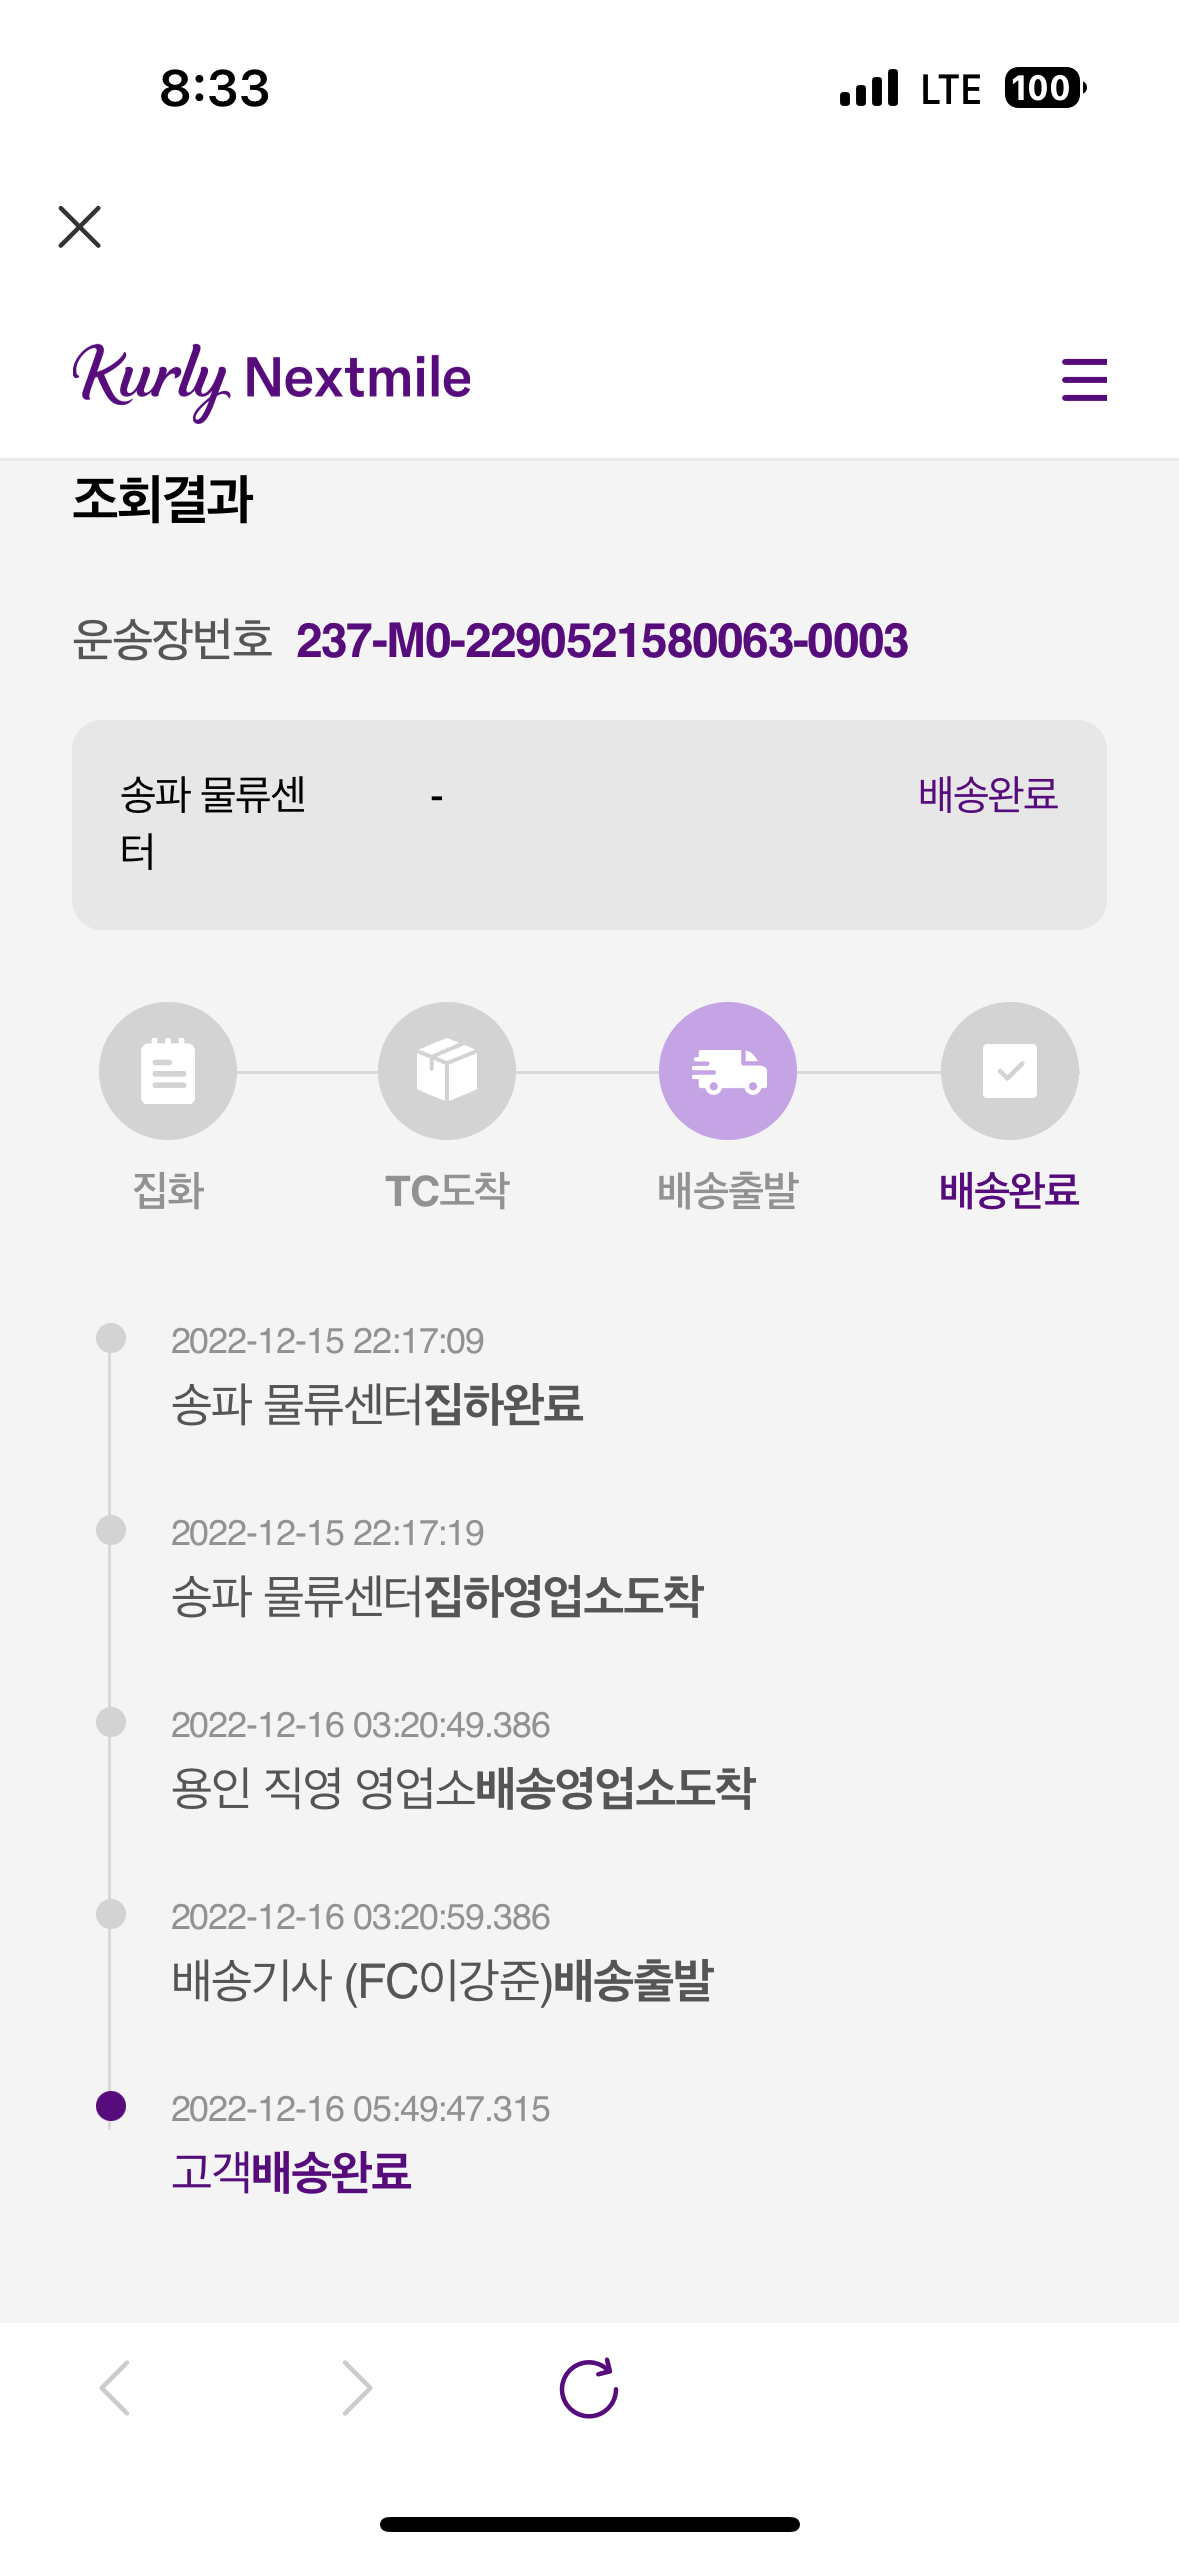 8:33 LTE 100
Kurly Nextmile
조회결과
운송장번호 237-M0-2290521580063-0003
송파 물류센 - 배송완료
터
집화 TC도착 배송출발 배송완료
2022-12-15 22:17:09
송파 물류센터집하완료
2022-12-15 22:17:19
송파 물류센터집하영업소도착
2022-12-16 03:20:49.386
용인 직영 영업소배송영업소도착
2022-12-16 03:20:59.386
배송기사 (FC이강준)배송출발
2022-12-16 05:49:47.315
고객배송완료